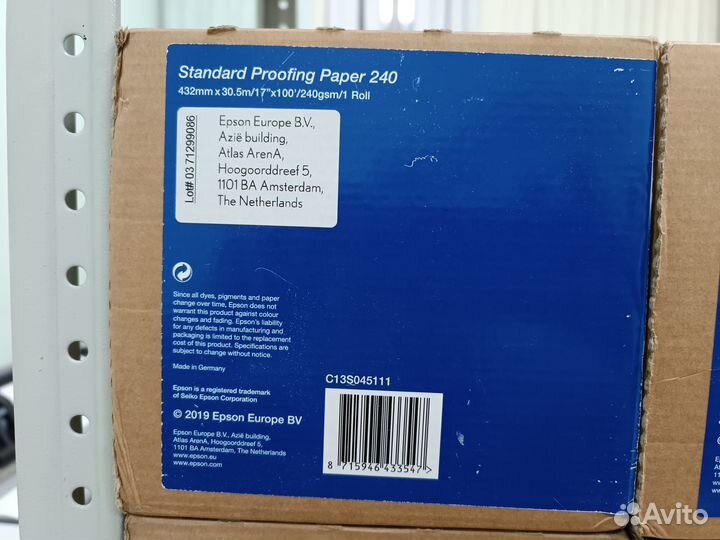 Standard Proofing Paper 240
432mm x 30.5m/17"x100'/240gsm/1 Roll
Lot# 03 71299086
Epson Europe B.V.,
Azië building,
Atlas ArenA,
Hoogoorddreef 5,
1101 BA Amsterdam,
The Netherlands
Since all dyes, pigments and paper
change over time, Epson does not
warrant this product against colour
changes and fading. Epson's liability
for any defects in manufacturing and
packaging is limited to the replacement
cost of this product. Specifications are
subject to change without notice.
Made in Germany
Epson is a registered trademark
of Seiko Epson Corporation
© 2019 Epson Europe BV
Epson Europe B.V., Azië building,
Atlas ArenA, Hoogoorddreef 5,
1101 BA Amsterdam, The Netherlands
www.epson.eu
www.epson.com
C13S045111
8 715946 433547 >
Avito